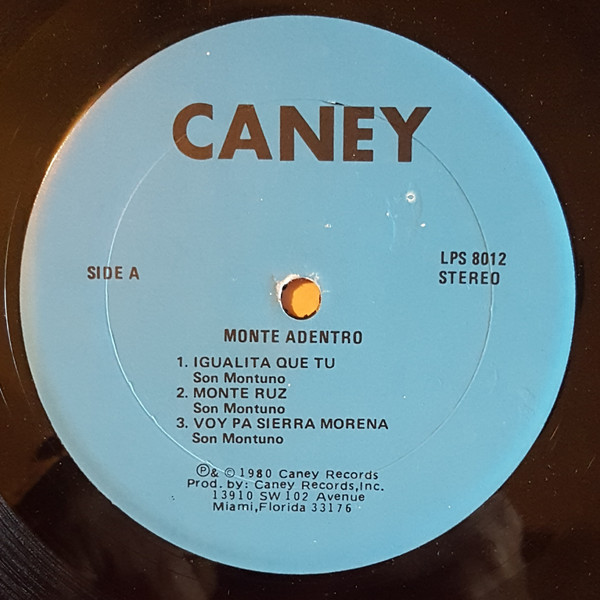 CANEY
SIDE A
LPS 8012
STEREO
MONTE ADENTRO
1. IGUALITA QUE TU
Son Montuno
2. MONTE RUZ
Son Montuno
3. VOY PA SIERRA MORENA
Son Montuno
℗& © 1980 Caney Records
Prod. by: Caney Records,Inc.
13910 SW 102 Avenue
Miami,Florida 33176